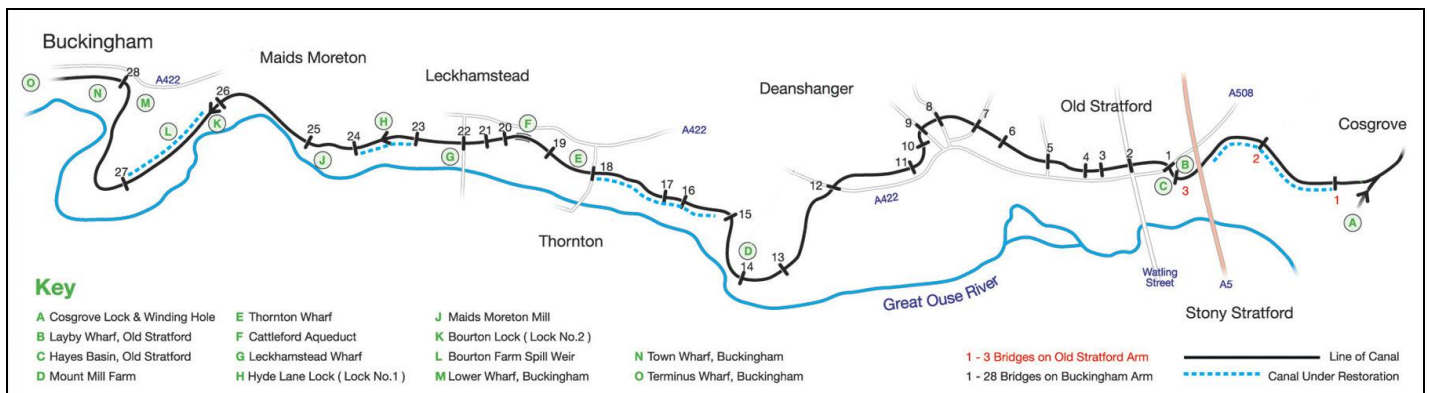 Buckingham
Maids Moreton
Leckhamstead
Deanshanger
Old Stratford
Cosgrove
Thornton
Stony Stratford
Great Ouse River
Watling
Street
A5
A508
A422
A422
A422
O
N
28
M
L
26
K
27
25
J
24
H
23
22
G
21
20
F
19
E
18
17
16
15
D
14
13
12
11
10
9
8
7
6
5
4
3
2
1
B
C
3
2
1
A
Key
A Cosgrove Lock & Winding Hole
B Layby Wharf, Old Stratford
C Hayes Basin, Old Stratford
D Mount Mill Farm
E Thornton Wharf
F Cattleford Aqueduct
G Leckhamstead Wharf
H Hyde Lane Lock ( Lock No.1 )
J Maids Moreton Mill
K Bourton Lock ( Lock No.2 )
L Bourton Farm Spill Weir
M Lower Wharf, Buckingham
N Town Wharf, Buckingham
O Terminus Wharf, Buckingham
1 - 3 Bridges on Old Stratford Arm
1 - 28 Bridges on Buckingham Arm
Line of Canal
Canal Under Restoration